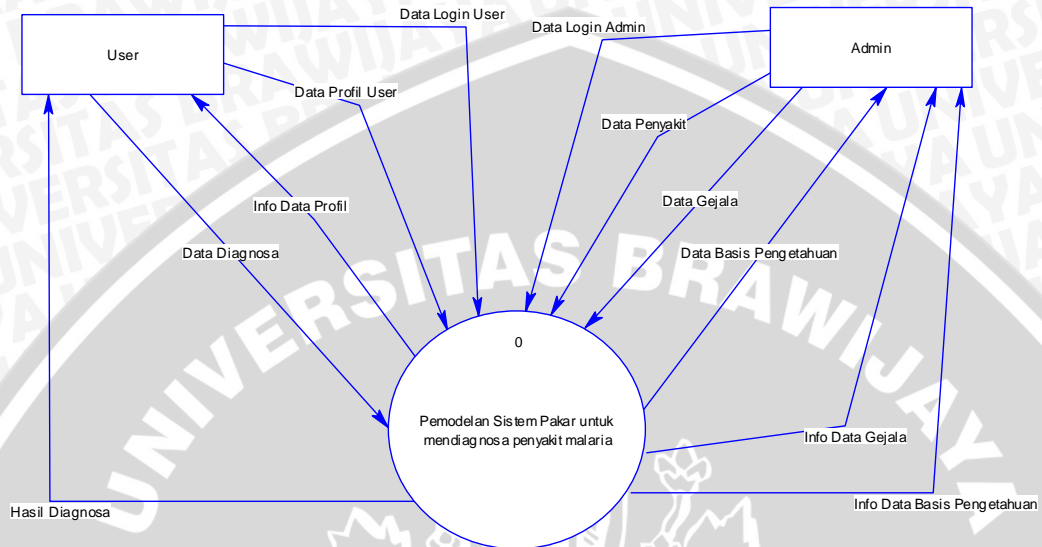 Data Login User
User
Data Login Admin
Admin
Data Profil User
Data Penyakit
Info Data Profil
Data Gejala
Data Diagnosa
Data Basis Pengetahuan
UNIVERSITAS BRAWIJAYA
0
Pemodelan Sistem Pakar untuk
mendiagnosa penyakit malaria
Info Data Gejala
Info Data Basis Pengetahuan
Hasil Diagnosa